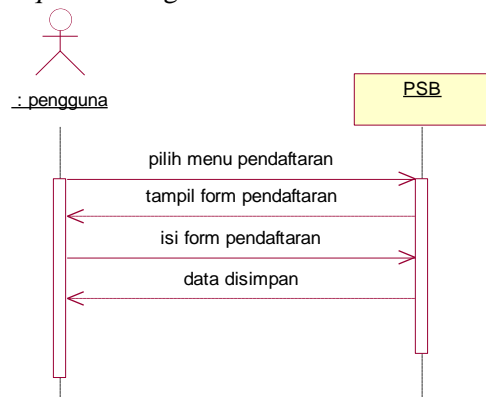 : pengguna
PSB
pilih menu pendaftaran
tampil form pendaftaran
isi form pendaftaran
data disimpan